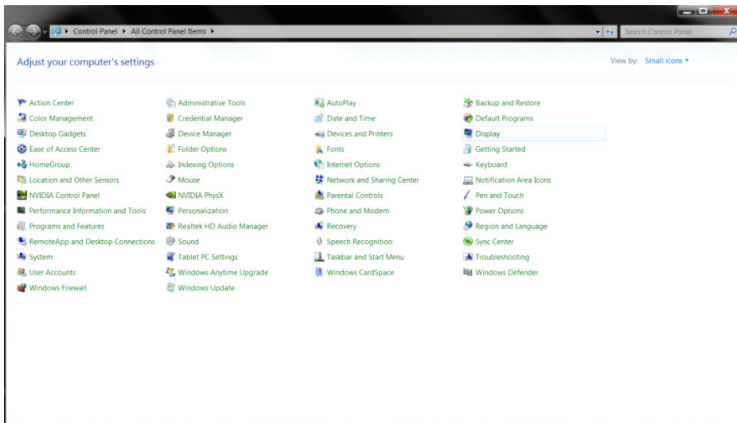 Control Panel ▸ All Control Panel Items ▸ Search Control Panel
Adjust your computer's settings View by: Small icons
Action Center Administrative Tools AutoPlay Backup and Restore
Color Management Credential Manager Date and Time Default Programs
Desktop Gadgets Device Manager Devices and Printers Display
Ease of Access Center Folder Options Fonts Getting Started
HomeGroup Indexing Options Internet Options Keyboard
Location and Other Sensors Mouse Network and Sharing Center Notification Area Icons
NVIDIA Control Panel NVIDIA PhysX Parental Controls Pen and Touch
Performance Information and Tools Personalization Phone and Modem Power Options
Programs and Features Realtek HD Audio Manager Recovery Region and Language
RemoteApp and Desktop Connections Sound Speech Recognition Sync Center
System Tablet PC Settings Taskbar and Start Menu Troubleshooting
User Accounts Windows Anytime Upgrade Windows CardSpace Windows Defender
Windows Firewall Windows Update